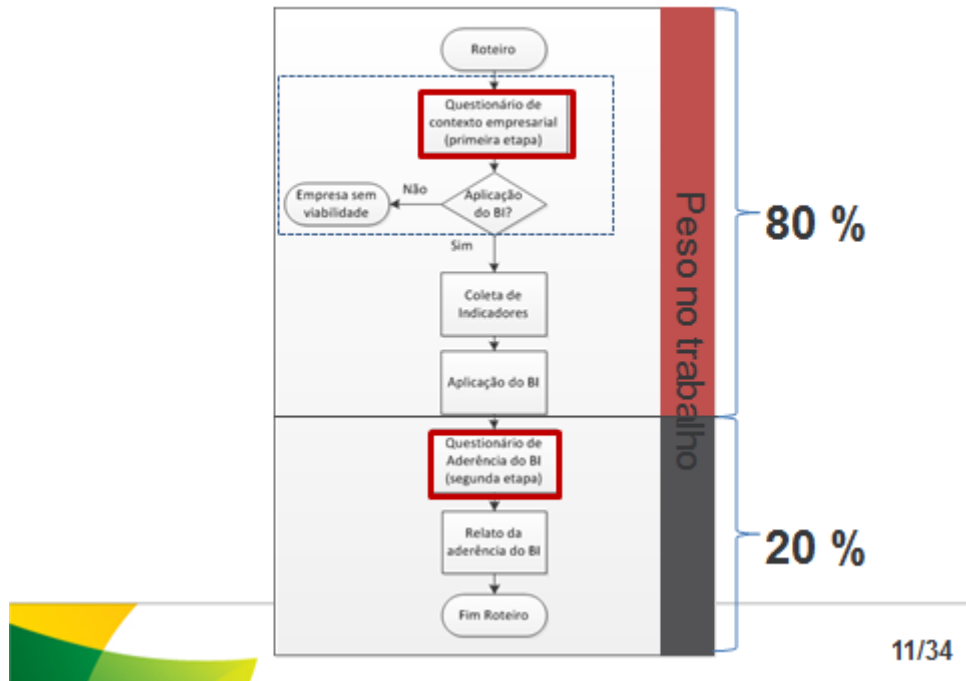 Roteiro
Questionário de
contexto empresarial
(primeira etapa)
Empresa sem
viabilidade
Não
Aplicação
do BI?
Sim
Coleta de
Indicadores
Aplicação do BI
Questionário de
Aderência do BI
(segunda etapa)
Relato da
aderência do BI
Fim Roteiro
Peso no trabalho
80 %
20 %
11/34